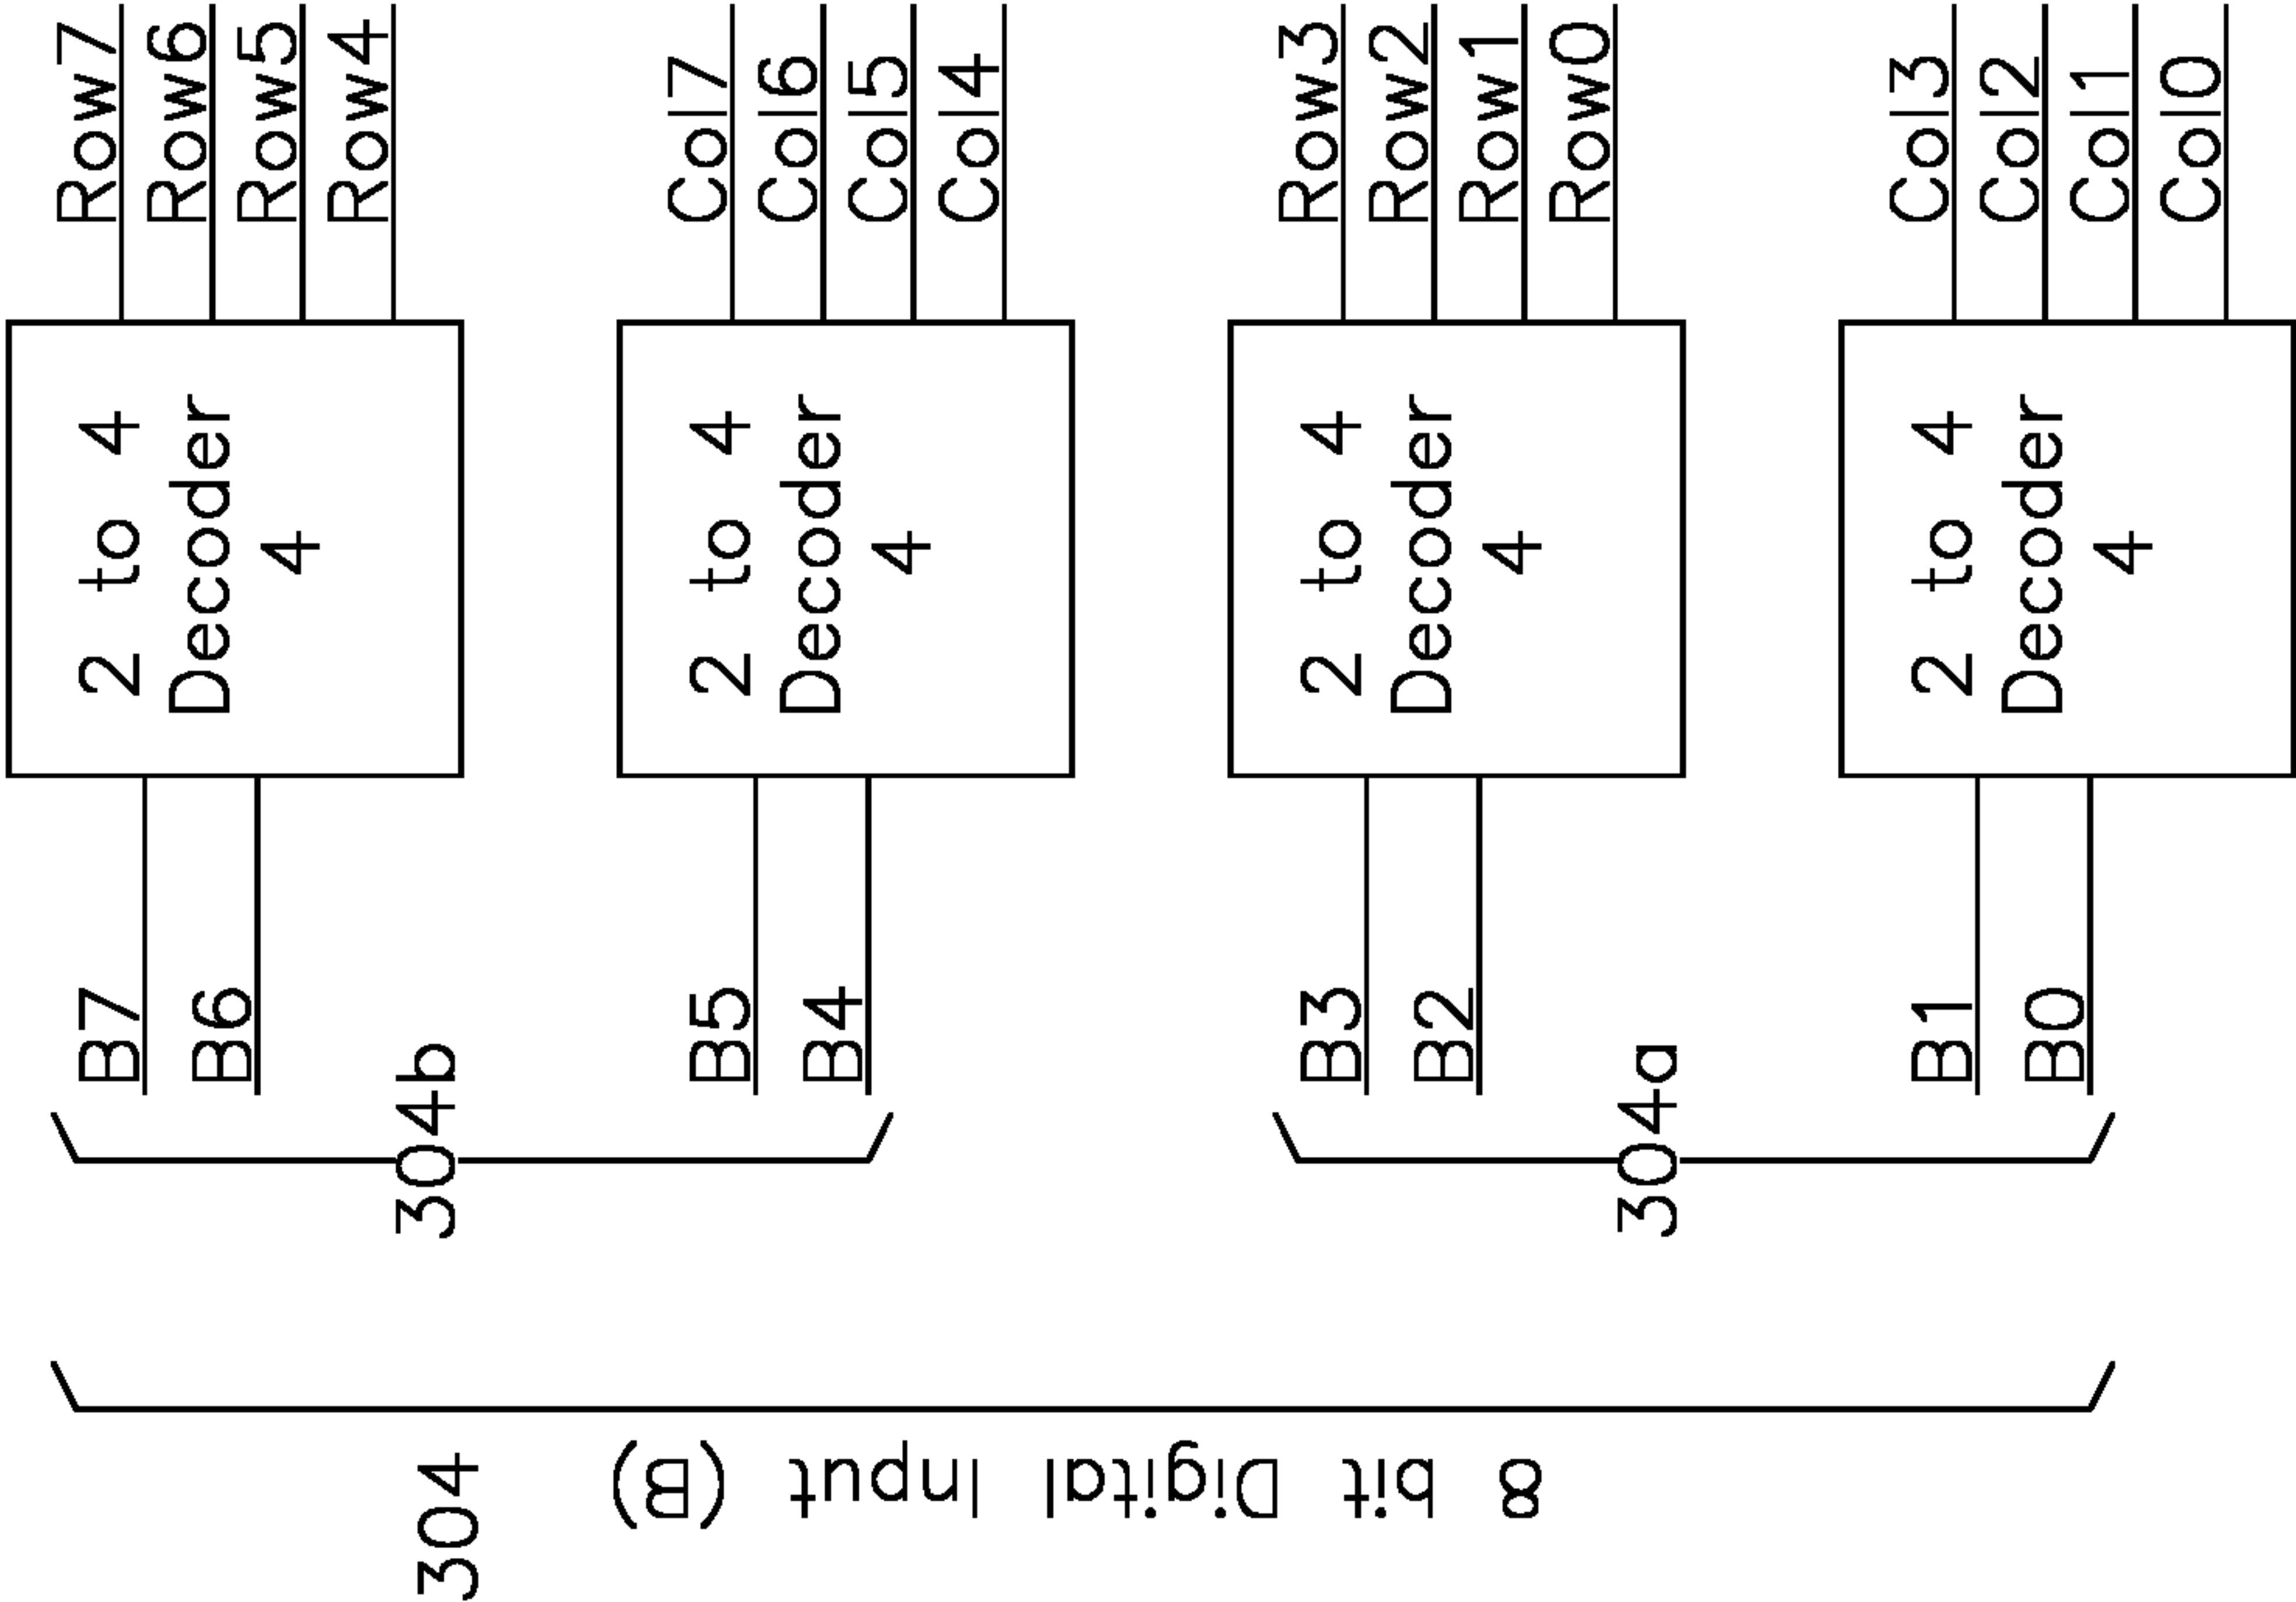 304
8 bit Digital Input (B)
304b
304a
B7
B6
2 to 4
Decoder
4
Row7
Row6
Row5
Row4
B5
B4
2 to 4
Decoder
4
Col7
Col6
Col5
Col4
B3
B2
2 to 4
Decoder
4
Row3
Row2
Row1
Row0
B1
B0
2 to 4
Decoder
4
Col3
Col2
Col1
Col0